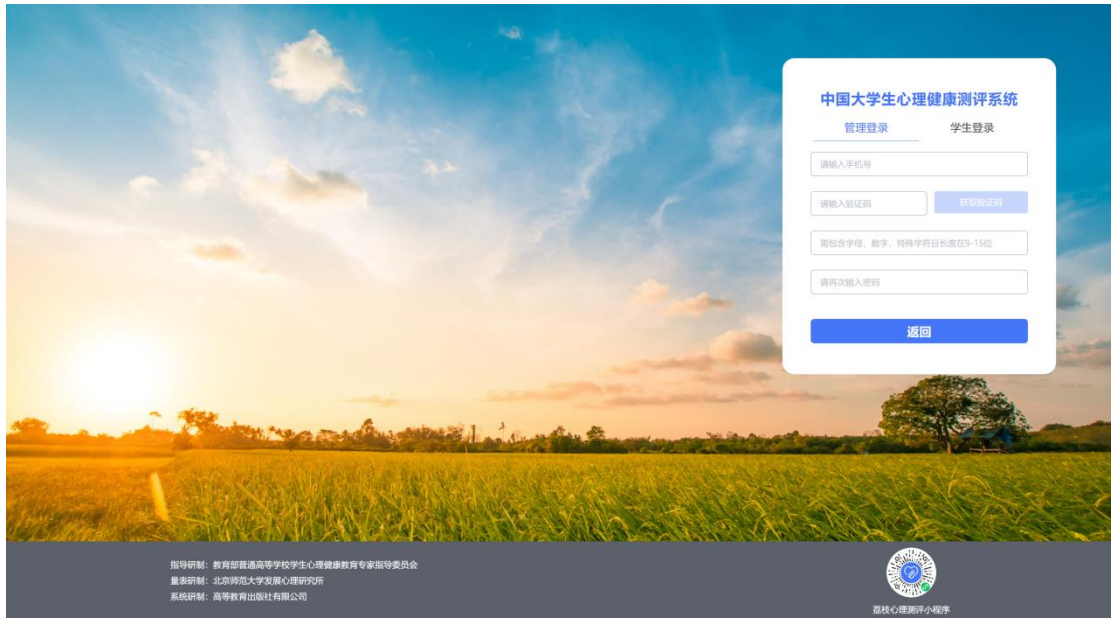 中国大学生心理健康测评系统
管理登录 学生登录
请输入手机号
请输入验证码 获取验证码
需包含字母，数字、特殊字符且长度在9-15位
请再次输入密码
返回
指导研制：教育部普通高等学校学生心理健康教育专家指导委员会
量表研制：北京师范大学发展心理研究所
系统研制：高等教育出版社有限公司
荔枝心理测评小程序